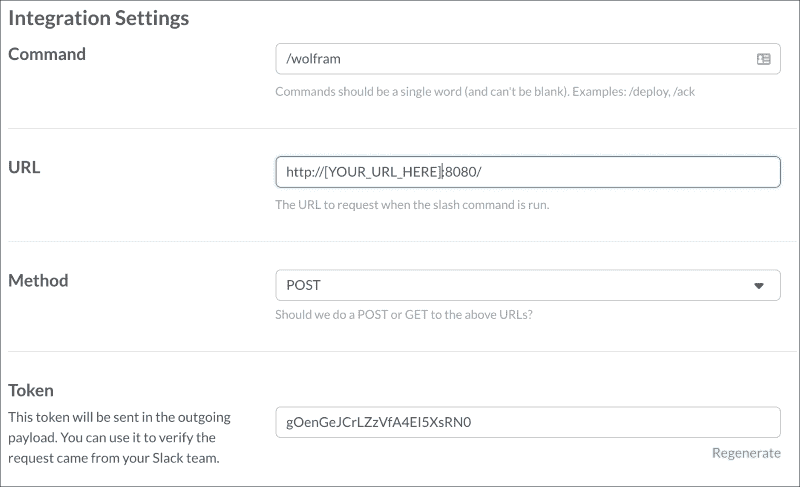 Integration Settings
Command
/wolfram
Commands should be a single word (and can't be blank). Examples: /deploy, /ack
URL
http://[YOUR_URL_HERE]:8080/
The URL to request when the slash command is run.
Method
POST
Should we do a POST or GET to the above URLs?
Token
This token will be sent in the outgoing
payload. You can use it to verify the
request came from your Slack team.
gOenGeJCrLZzVfA4EI5XsRN0
Regenerate